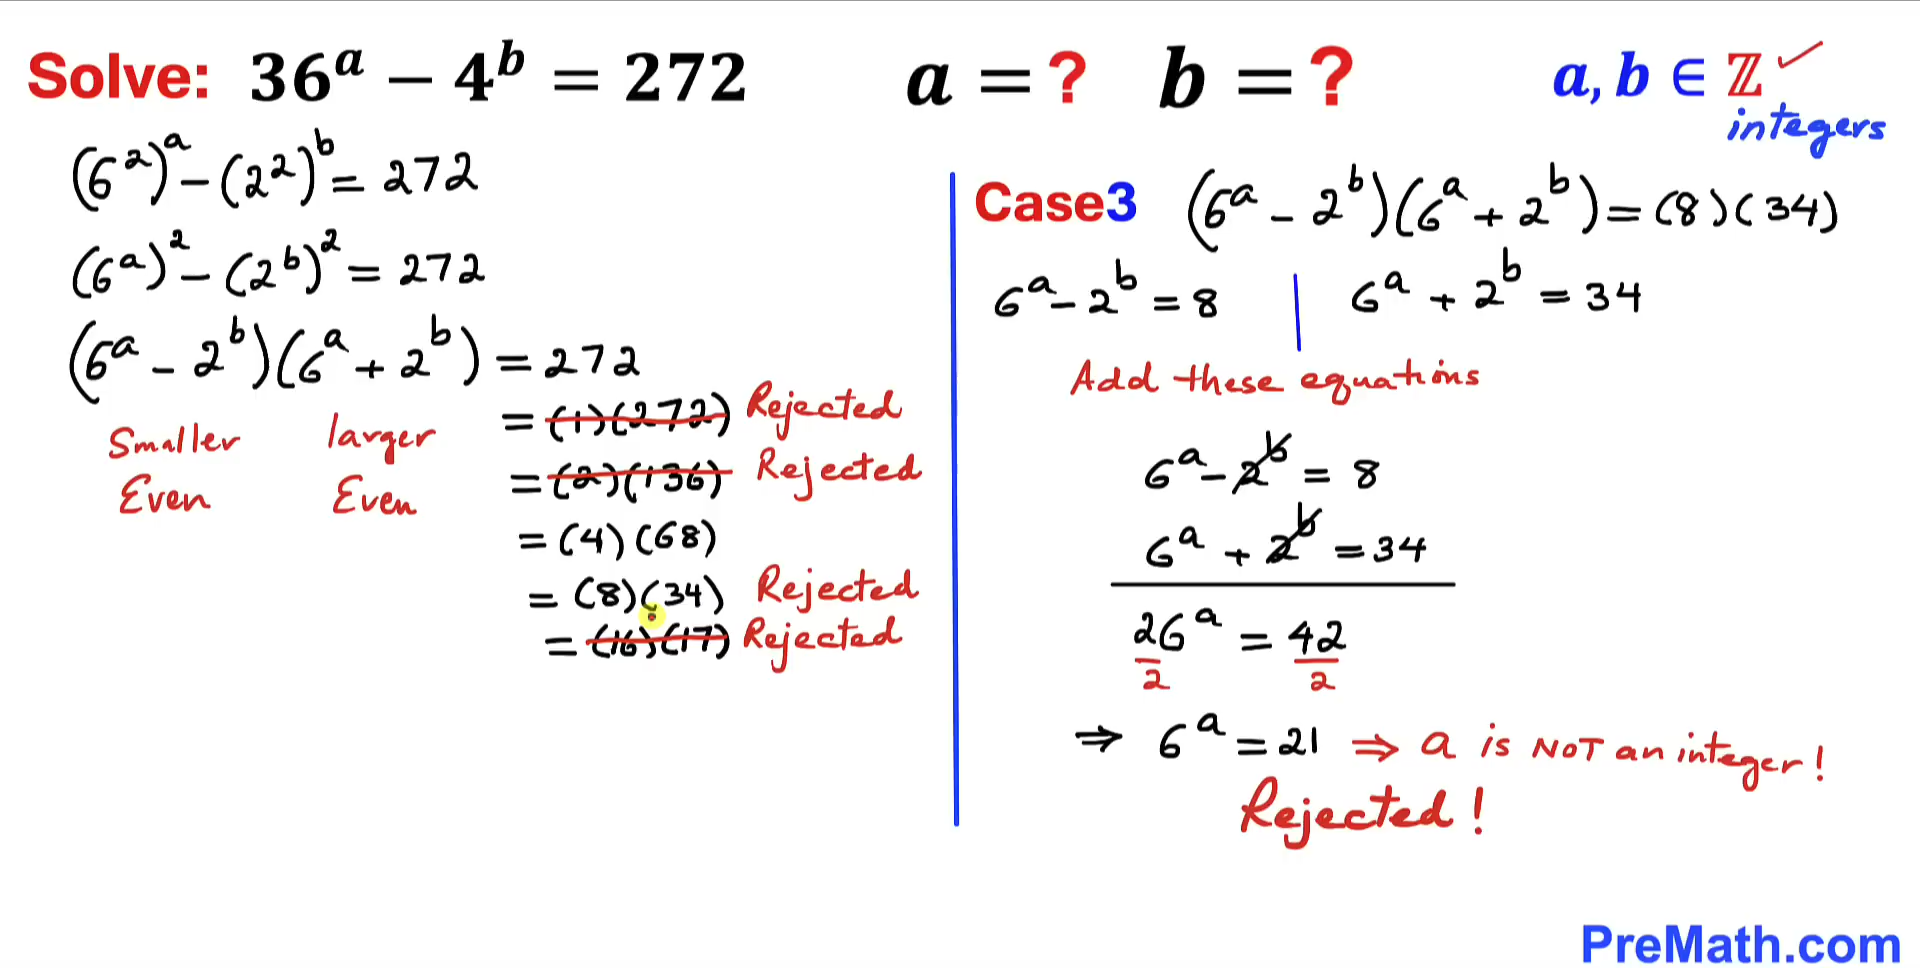 Solve: 36^a − 4^b = 272 a = ? b = ? a, b ∈ ℤ ✓
integers
(6²)^a − (2²)^b = 272
(6^a)² − (2^b)² = 272
(6^a − 2^b)(6^a + 2^b) = 272
Smaller larger
Even Even
= (1)(272) Rejected
= (2)(136) Rejected
= (4)(68)
= (8)(34) Rejected
= (16)(17) Rejected
Case3 (6^a − 2^b)(6^a + 2^b) = (8)(34)
6^a − 2^b = 8 | 6^a + 2^b = 34
Add these equations
6^a − 2^b = 8
6^a + 2^b = 34
26^a = 42
2 2
⇒ 6^a = 21 ⇒ a is NOT an integer!
Rejected!
PreMath.com